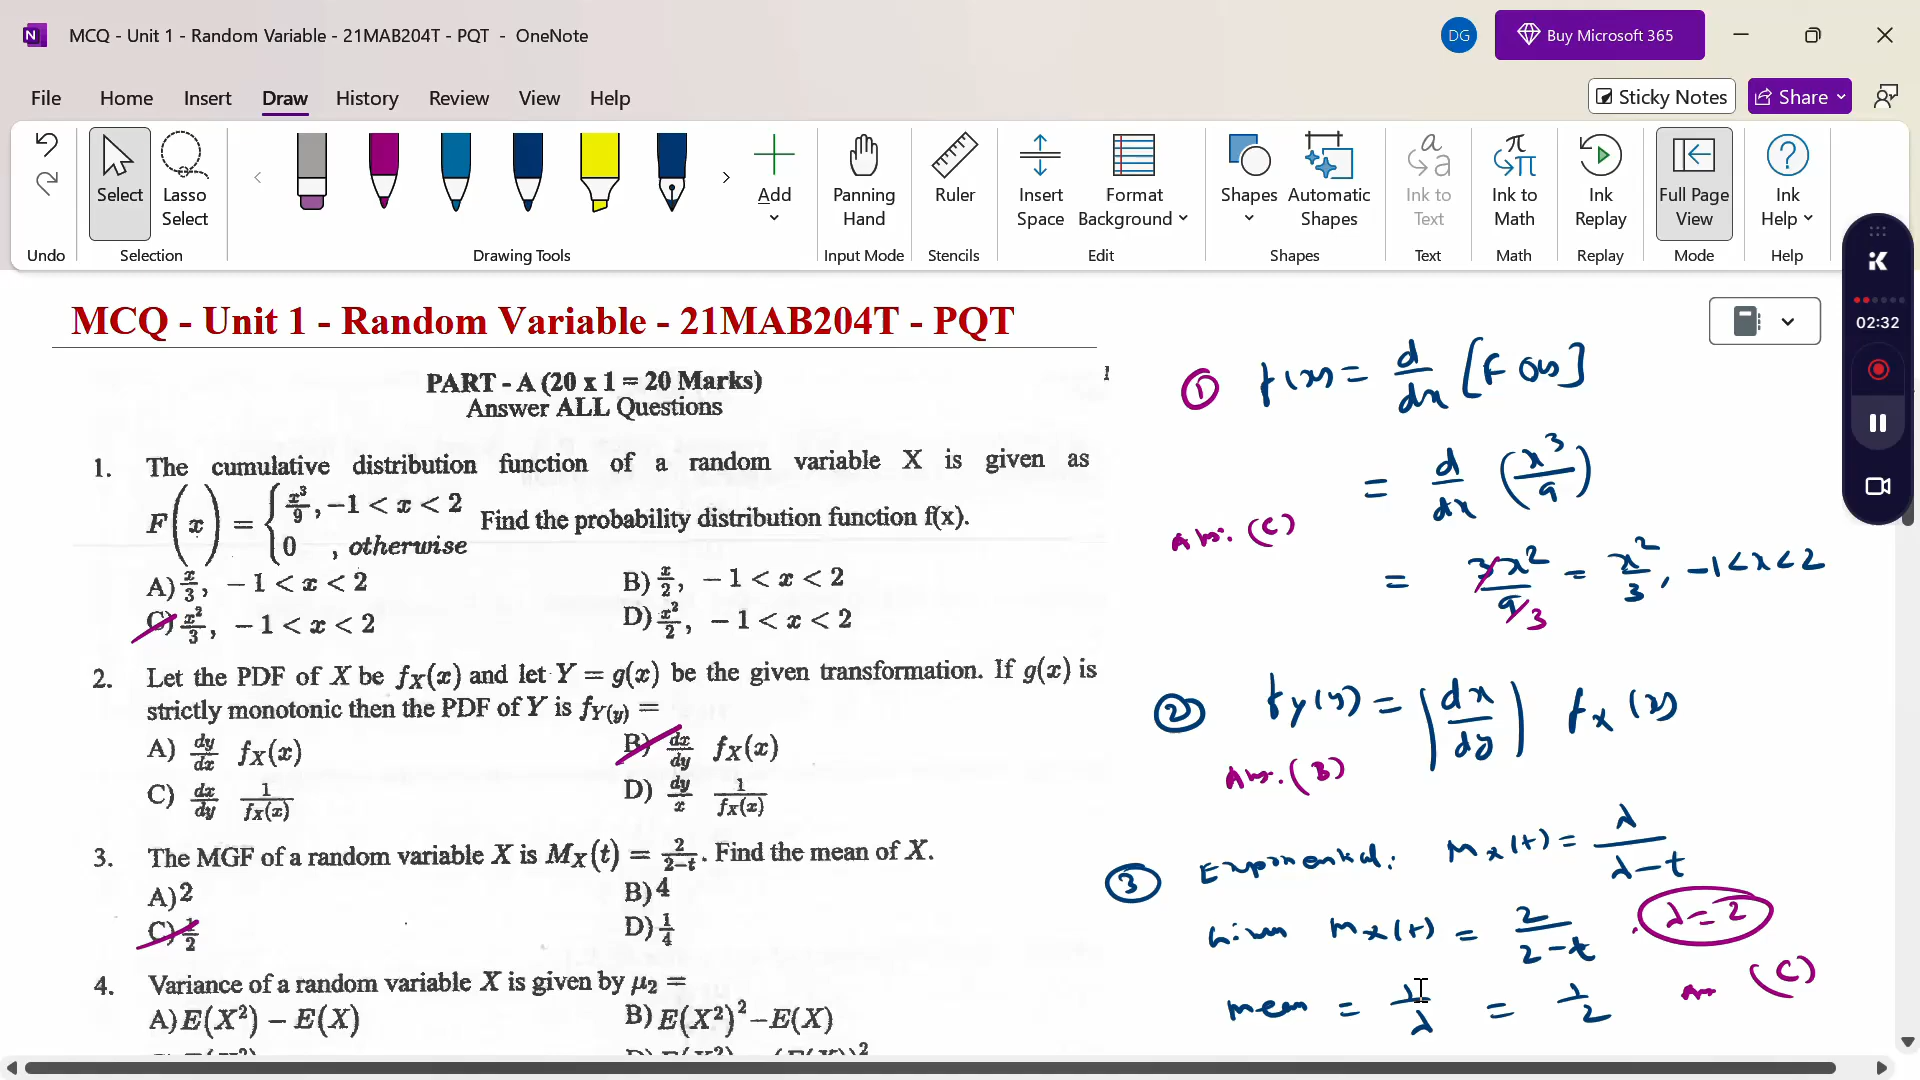 MCQ - Unit 1 - Random Variable - 21MAB204T - PQT - OneNote
DG
Buy Microsoft 365
File Home Insert Draw History Review View Help
Sticky Notes
Share
Undo
Select
Lasso Select
Selection
Drawing Tools
Add
Panning Hand
Input Mode
Ruler
Stencils
Insert Space
Format Background
Edit
Shapes
Automatic Shapes
Shapes
Ink to Text
Text
Ink to Math
Math
Ink Replay
Replay
Full Page View
Mode
Ink Help
Help
02:32
MCQ - Unit 1 - Random Variable - 21MAB204T - PQT
PART - A (20 x 1 = 20 Marks)
Answer ALL Questions
1. The cumulative distribution function of a random variable X is given as
F(x) = { x³/9, -1 < x < 2
0 , otherwise
Find the probability distribution function f(x).
A) x/3, - 1 < x < 2
B) x/2, - 1 < x < 2
C) x²/3, - 1 < x < 2
D) x²/2, - 1 < x < 2
2. Let the PDF of X be f_X(x) and let Y = g(x) be the given transformation. If g(x) is
strictly monotonic then the PDF of Y is f_Y(y) =
A) dy/dx f_X(x)
B) dx/dy f_X(x)
C) dx/dy 1/f_X(x)
D) dy/x 1/f_X(x)
3. The MGF of a random variable X is M_X(t) = 2/(2-t). Find the mean of X.
A) 2
B) 4
C) 1/2
D) 1/4
4. Variance of a random variable X is given by μ₂ =
A) E(X²) - E(X)
B) E(X²)² - E(X)
① f(x) = d/dx [F(x)]
= d/dx (x³/9)
Ans. (C)
= 3x²/9 3 = x²/3, -1<x<2
② f_y(y) = |dx/dy| f_x(x)
Ans. (B)
③ Exponential: M_x(t) = λ/(λ-t)
Given M_x(t) = 2/(2-t) . λ=2
mean = 1/λ = 1/2
An (C)